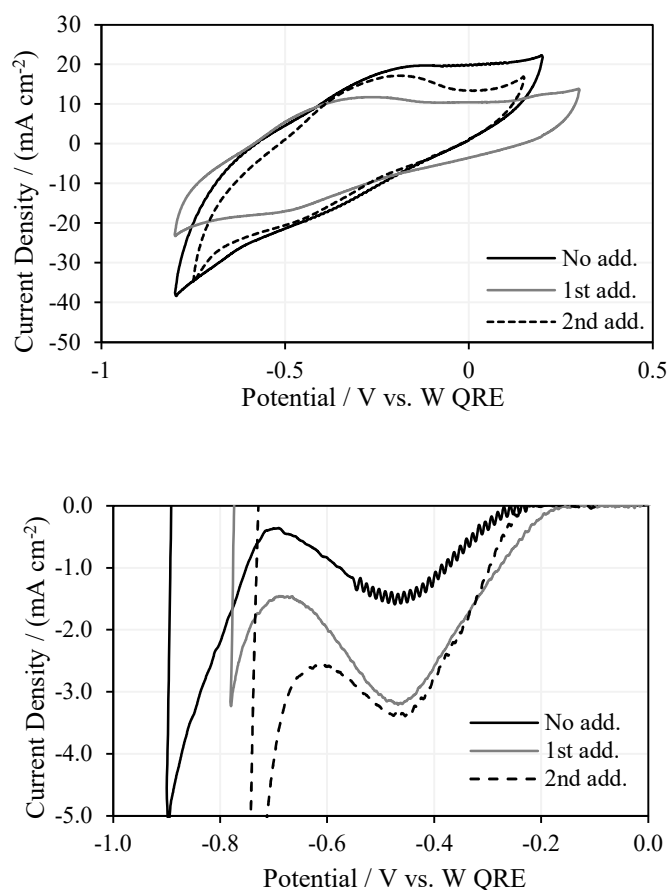 30
20
10
0
-10
-20
-30
-40
-50
Current Density / (mA cm-2)
No add.
1st add.
2nd add.
-1
-0.5
0
0.5
Potential / V vs. W QRE
0.0
-1.0
-2.0
-3.0
-4.0
-5.0
Current Density / (mA cm-2)
No add.
1st add.
2nd add.
-1.0
-0.8
-0.6
-0.4
-0.2
0.0
Potential / V vs. W QRE